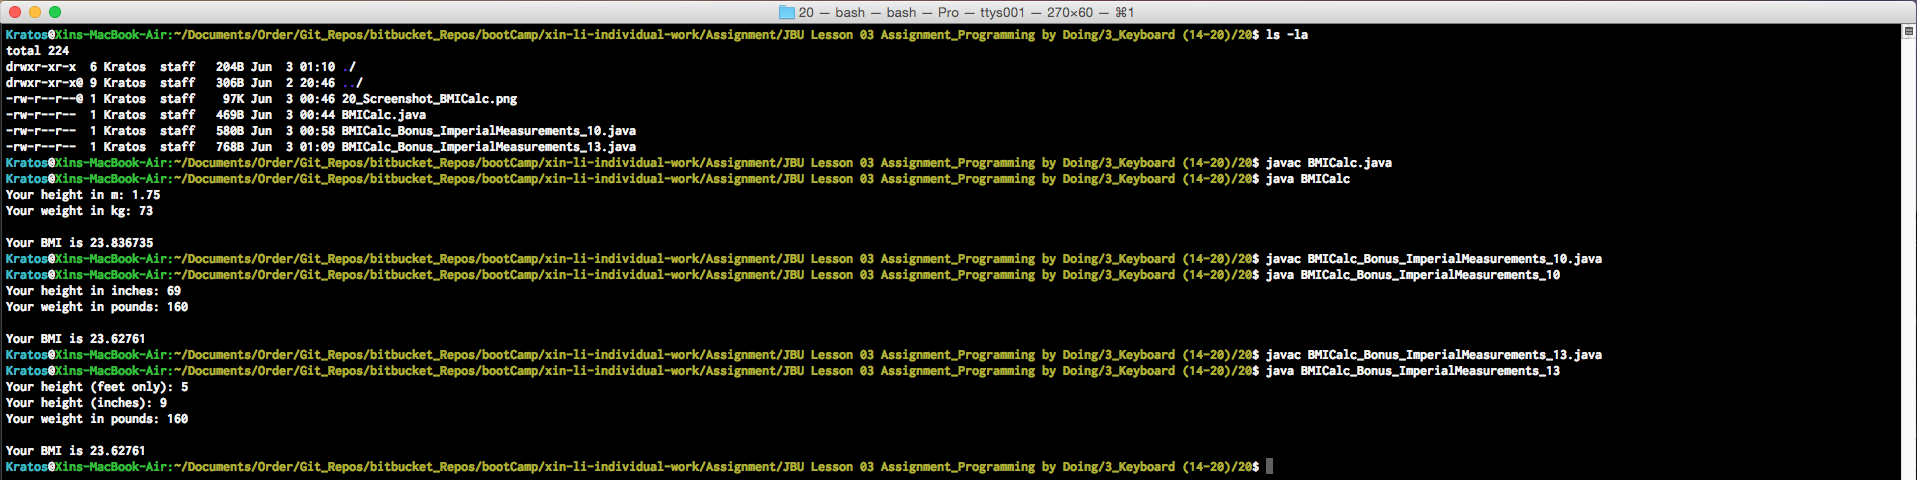 20 — bash — bash — Pro — ttys001 — 270×60 — ⌘1
Kratos@Xins-MacBook-Air:~/Documents/Order/Git_Repos/bitbucket_Repos/bootCamp/xin-li-individual-work/Assignment/JBU Lesson 03 Assignment_Programming by Doing/3_Keyboard (14-20)/20$ ls -la
total 224
drwxr-xr-x  6 Kratos  staff   204B Jun  3 01:10 ./
drwxr-xr-x@ 9 Kratos  staff   306B Jun  2 20:46 ../
-rw-r--r--@ 1 Kratos  staff    97K Jun  3 00:46 20_Screenshot_BMICalc.png
-rw-r--r--  1 Kratos  staff   469B Jun  3 00:44 BMICalc.java
-rw-r--r--  1 Kratos  staff   580B Jun  3 00:58 BMICalc_Bonus_ImperialMeasurements_10.java
-rw-r--r--  1 Kratos  staff   768B Jun  3 01:09 BMICalc_Bonus_ImperialMeasurements_13.java
Kratos@Xins-MacBook-Air:~/Documents/Order/Git_Repos/bitbucket_Repos/bootCamp/xin-li-individual-work/Assignment/JBU Lesson 03 Assignment_Programming by Doing/3_Keyboard (14-20)/20$ javac BMICalc.java
Kratos@Xins-MacBook-Air:~/Documents/Order/Git_Repos/bitbucket_Repos/bootCamp/xin-li-individual-work/Assignment/JBU Lesson 03 Assignment_Programming by Doing/3_Keyboard (14-20)/20$ java BMICalc
Your height in m: 1.75
Your weight in kg: 73
Your BMI is 23.836735
Kratos@Xins-MacBook-Air:~/Documents/Order/Git_Repos/bitbucket_Repos/bootCamp/xin-li-individual-work/Assignment/JBU Lesson 03 Assignment_Programming by Doing/3_Keyboard (14-20)/20$ javac BMICalc_Bonus_ImperialMeasurements_10.java
Kratos@Xins-MacBook-Air:~/Documents/Order/Git_Repos/bitbucket_Repos/bootCamp/xin-li-individual-work/Assignment/JBU Lesson 03 Assignment_Programming by Doing/3_Keyboard (14-20)/20$ java BMICalc_Bonus_ImperialMeasurements_10
Your height in inches: 69
Your weight in pounds: 160
Your BMI is 23.62761
Kratos@Xins-MacBook-Air:~/Documents/Order/Git_Repos/bitbucket_Repos/bootCamp/xin-li-individual-work/Assignment/JBU Lesson 03 Assignment_Programming by Doing/3_Keyboard (14-20)/20$ javac BMICalc_Bonus_ImperialMeasurements_13.java
Kratos@Xins-MacBook-Air:~/Documents/Order/Git_Repos/bitbucket_Repos/bootCamp/xin-li-individual-work/Assignment/JBU Lesson 03 Assignment_Programming by Doing/3_Keyboard (14-20)/20$ java BMICalc_Bonus_ImperialMeasurements_13
Your height (feet only): 5
Your height (inches): 9
Your weight in pounds: 160
Your BMI is 23.62761
Kratos@Xins-MacBook-Air:~/Documents/Order/Git_Repos/bitbucket_Repos/bootCamp/xin-li-individual-work/Assignment/JBU Lesson 03 Assignment_Programming by Doing/3_Keyboard (14-20)/20$